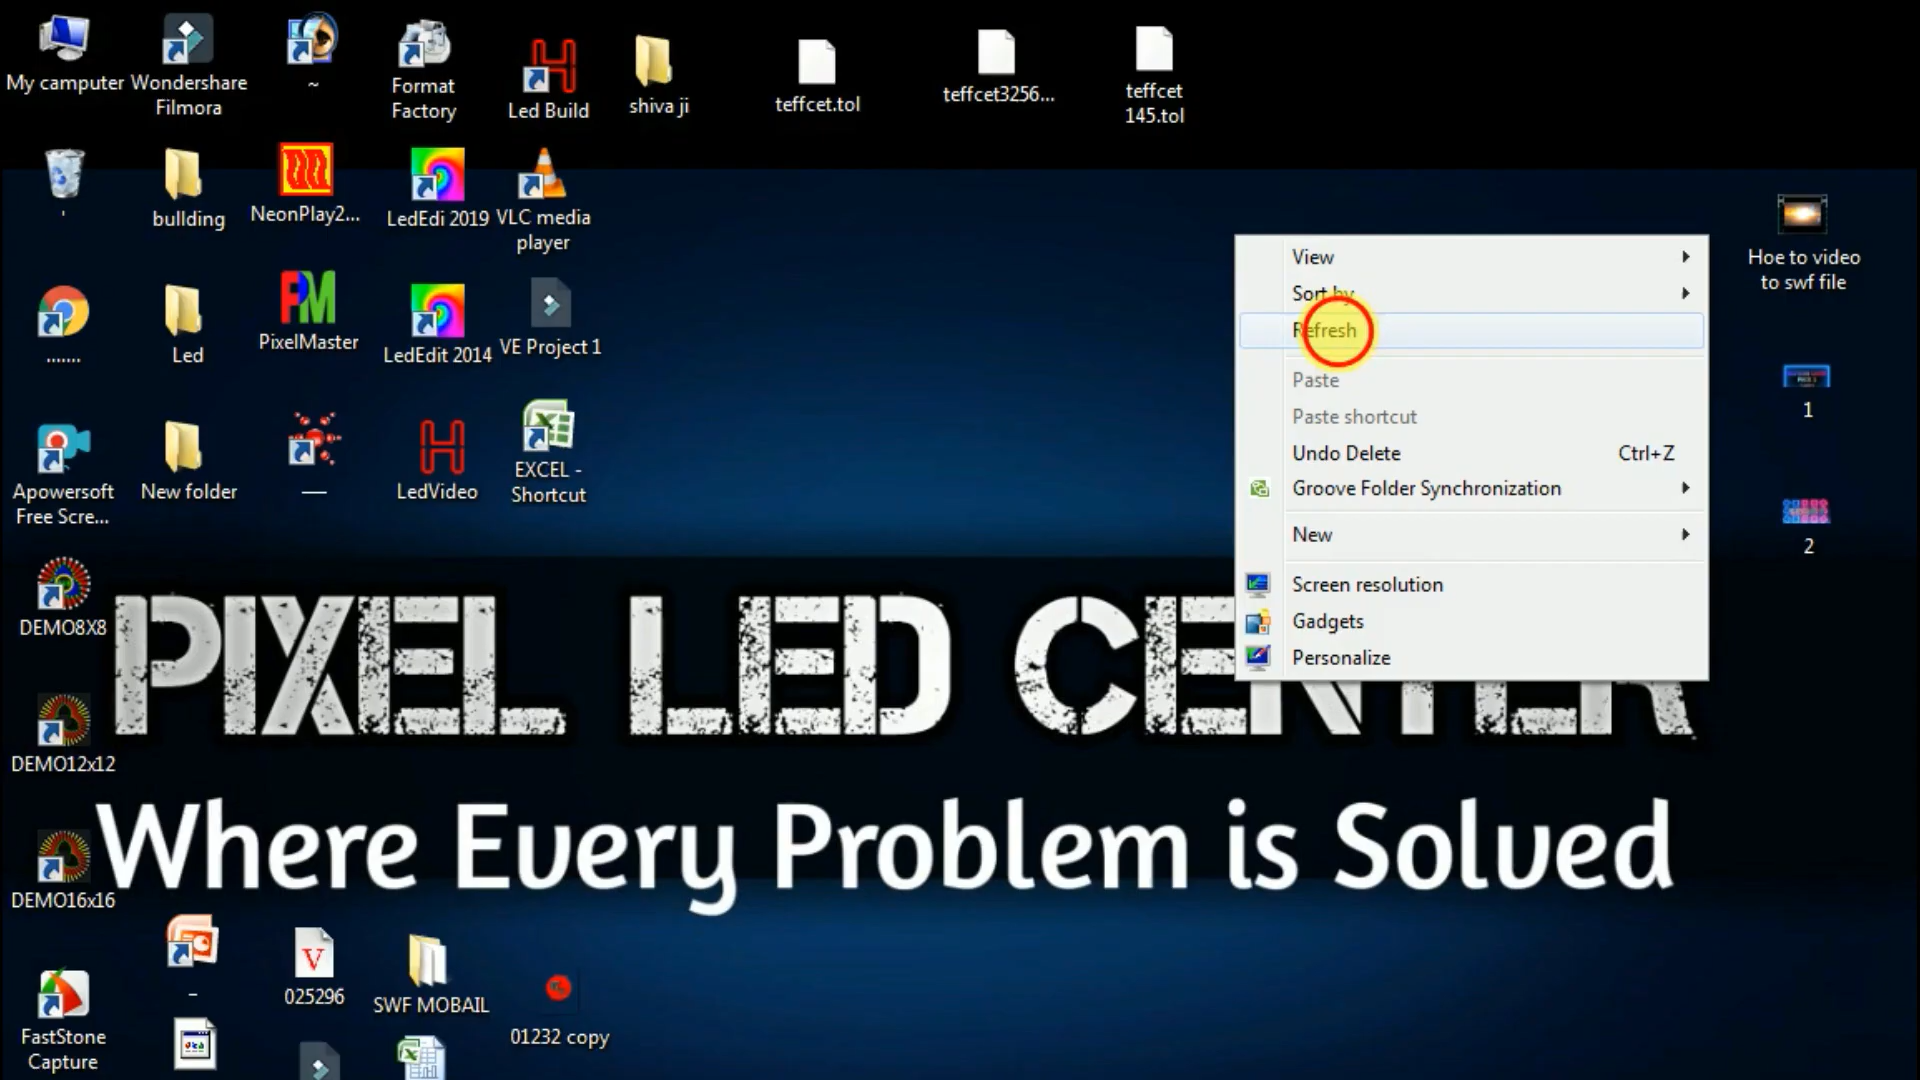 My camputer
Wondershare
Filmora
~
Format
Factory
Led Build
shiva ji
teffcet.tol
teffcet3256...
teffcet
145.tol
'
bullding
NeonPlay2...
LedEdi 2019
VLC media
player
.......
Led
PixelMaster
LedEdit 2014
VE Project 1
Apowersoft
Free Scre...
New folder
—
LedVideo
EXCEL -
Shortcut
View
Sort by
Refresh
Paste
Paste shortcut
Undo Delete Ctrl+Z
Groove Folder Synchronization
New
Screen resolution
Gadgets
Personalize
Hoe to video
to swf file
1
2
DEMO8X8
PIXEL LED CENTER
DEMO12x12
Where Every Problem is Solved
DEMO16x16
-
V
025296
SWF MOBAIL
01232 copy
FastStone
Capture